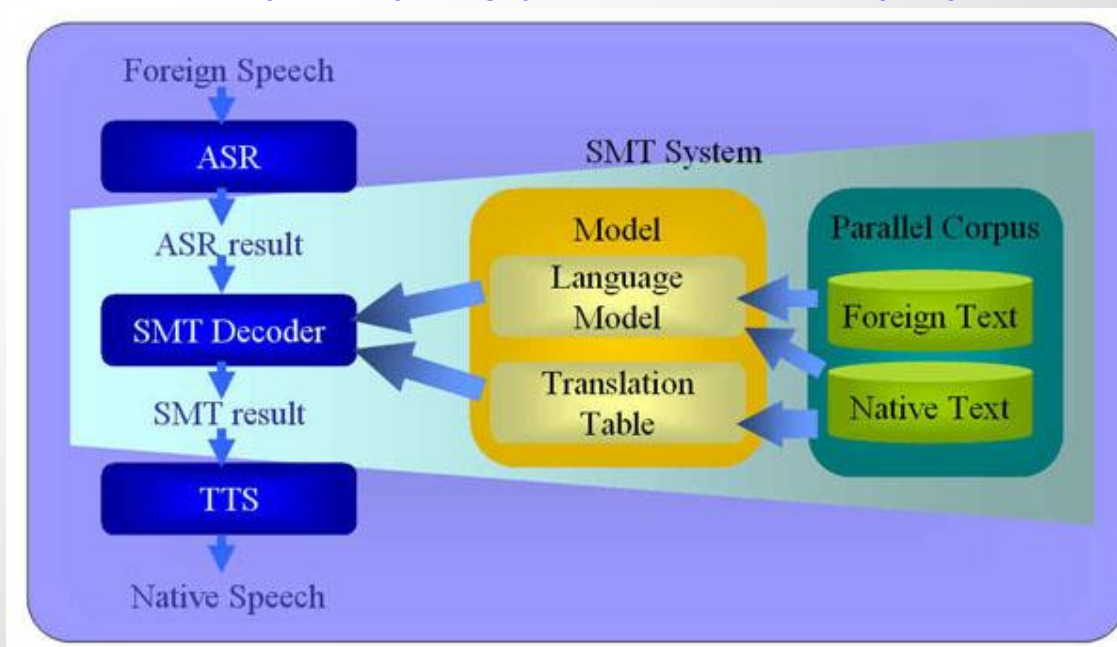 Foreign Speech
ASR
ASR result
SMT Decoder
SMT result
TTS
Native Speech
SMT System
Model
Language
Model
Translation
Table
Parallel Corpus
Foreign Text
Native Text